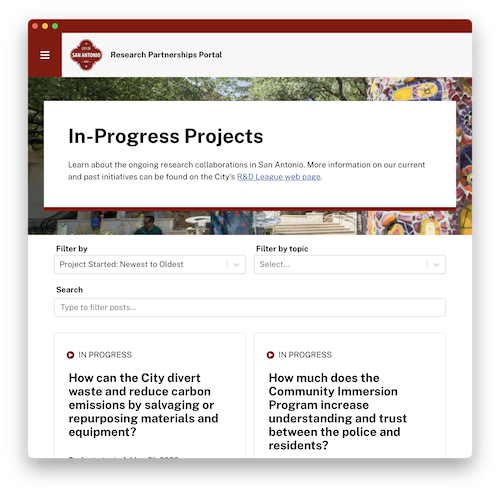 CITY OF
SAN ANTONIO
Research Partnerships Portal
In-Progress Projects
Learn about the ongoing research collaborations in San Antonio. More information on our current
and past initiatives can be found on the City's R&D League web page.
Filter by
Filter by topic
Project Started: Newest to Oldest
Select...
Search
Type to filter posts...
IN PROGRESS
How can the City divert
waste and reduce carbon
emissions by salvaging or
repurposing materials and
equipment?
IN PROGRESS
How much does the
Community Immersion
Program increase
understanding and trust
between the police and
residents?